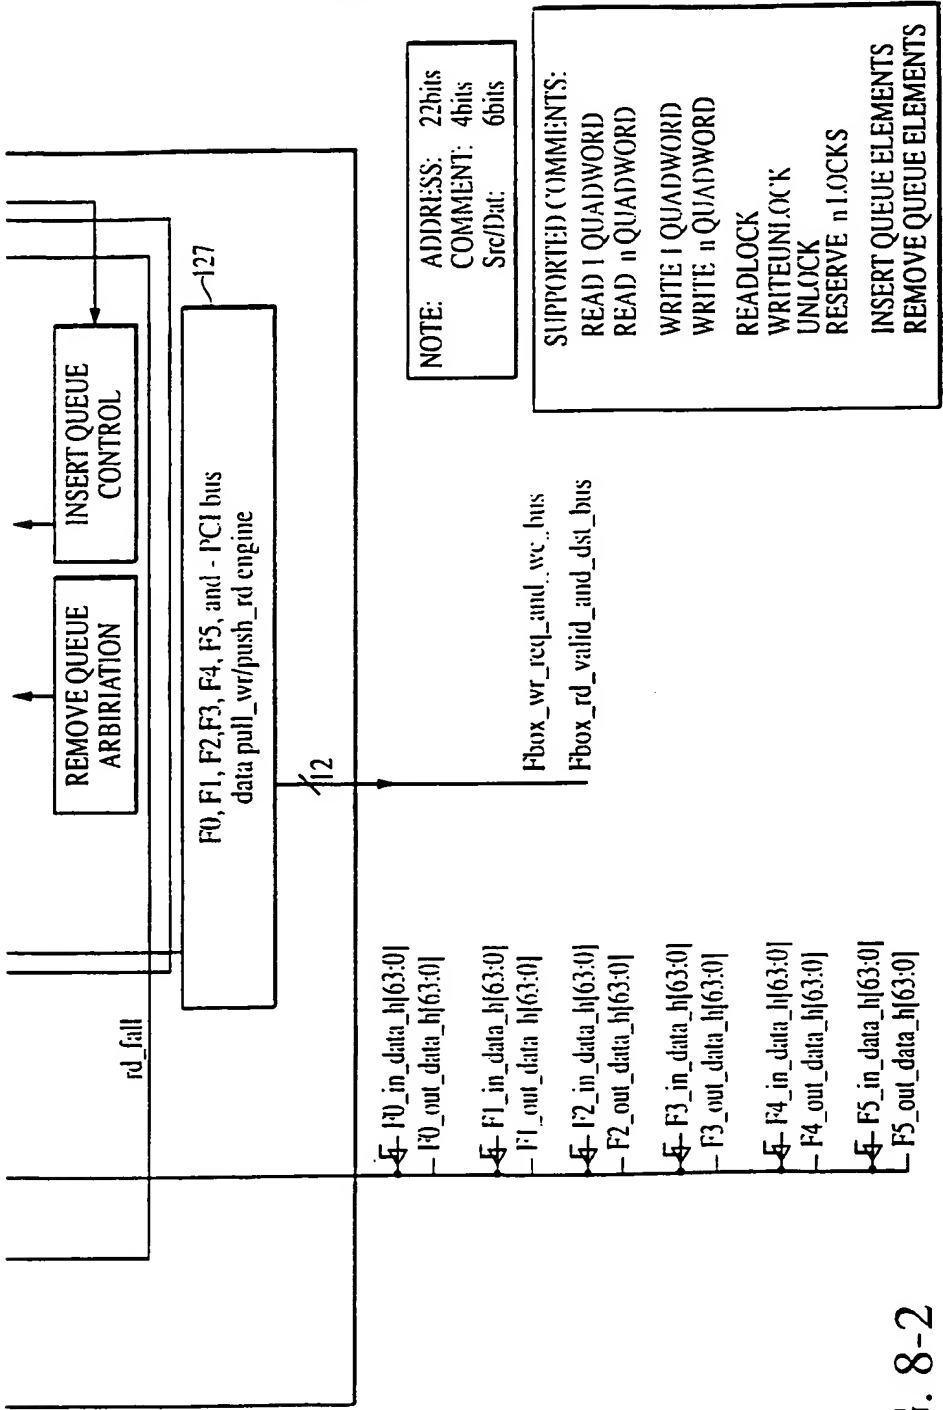 REMOVE QUEUE
ARBIRIATION
INSERT QUEUE
CONTROL
rd_fall
F0, F1, F2,F3, F4, F5, and - PCI bus
data pull_wr/push_rd engine
127
12
Fbox_wr_req_and_wc_bus
Fbox_rd_valid_and_dst_bus
F0_in_data_h[63:0]
F0_out_data_h[63:0]
F1_in_data_h[63:0]
F1_out_data h[63:0]
F2_in_data_h[63:0]
F2_out_data_h[63:0]
F3_in_data_h[63:0]
F3_out_data_h[63:0]
F4_in_data_h[63:0]
F4_out_data_h[63:0]
F5_in_data_h[63:0]
F5_out_data_h[63:0]
NOTE: ADDRESS: 22bits
COMMENT: 4bits
Src/Dat: 6bits
SUPPORTED COMMENTS:
READ 1 QUADWORD
READ n QUADWORD
WRITE 1 QUADWORD
WRITE n QUADWORD
READLOCK
WRITEUNLOCK
UNLOCK
RESERVE n LOCKS
INSERT QUEUE ELEMENTS
REMOVE QUEUE ELEMENTS
8-2